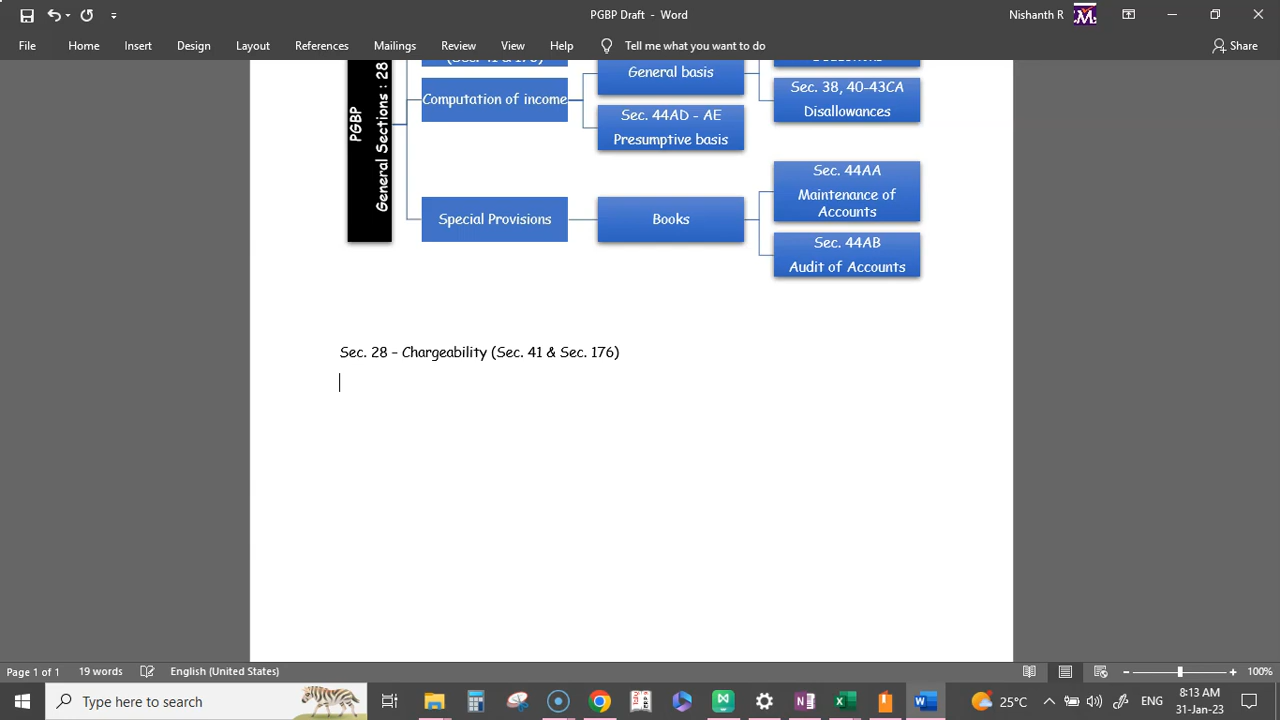 PGBP Draft - Word
Nishanth R
File Home Insert Design Layout References Mailings Review View Help Tell me what you want to do Share
PGBP
General Sections : 28
Computation of income
General basis
Sec. 38, 40-43CA
Disallowances
Sec. 44AD - AE
Presumptive basis
Special Provisions
Books
Sec. 44AA
Maintenance of
Accounts
Sec. 44AB
Audit of Accounts
Sec. 28 – Chargeability (Sec. 41 & Sec. 176)
Page 1 of 1 19 words English (United States) 100%
Type here to search
25°C ENG
8:13 AM
31-Jan-23